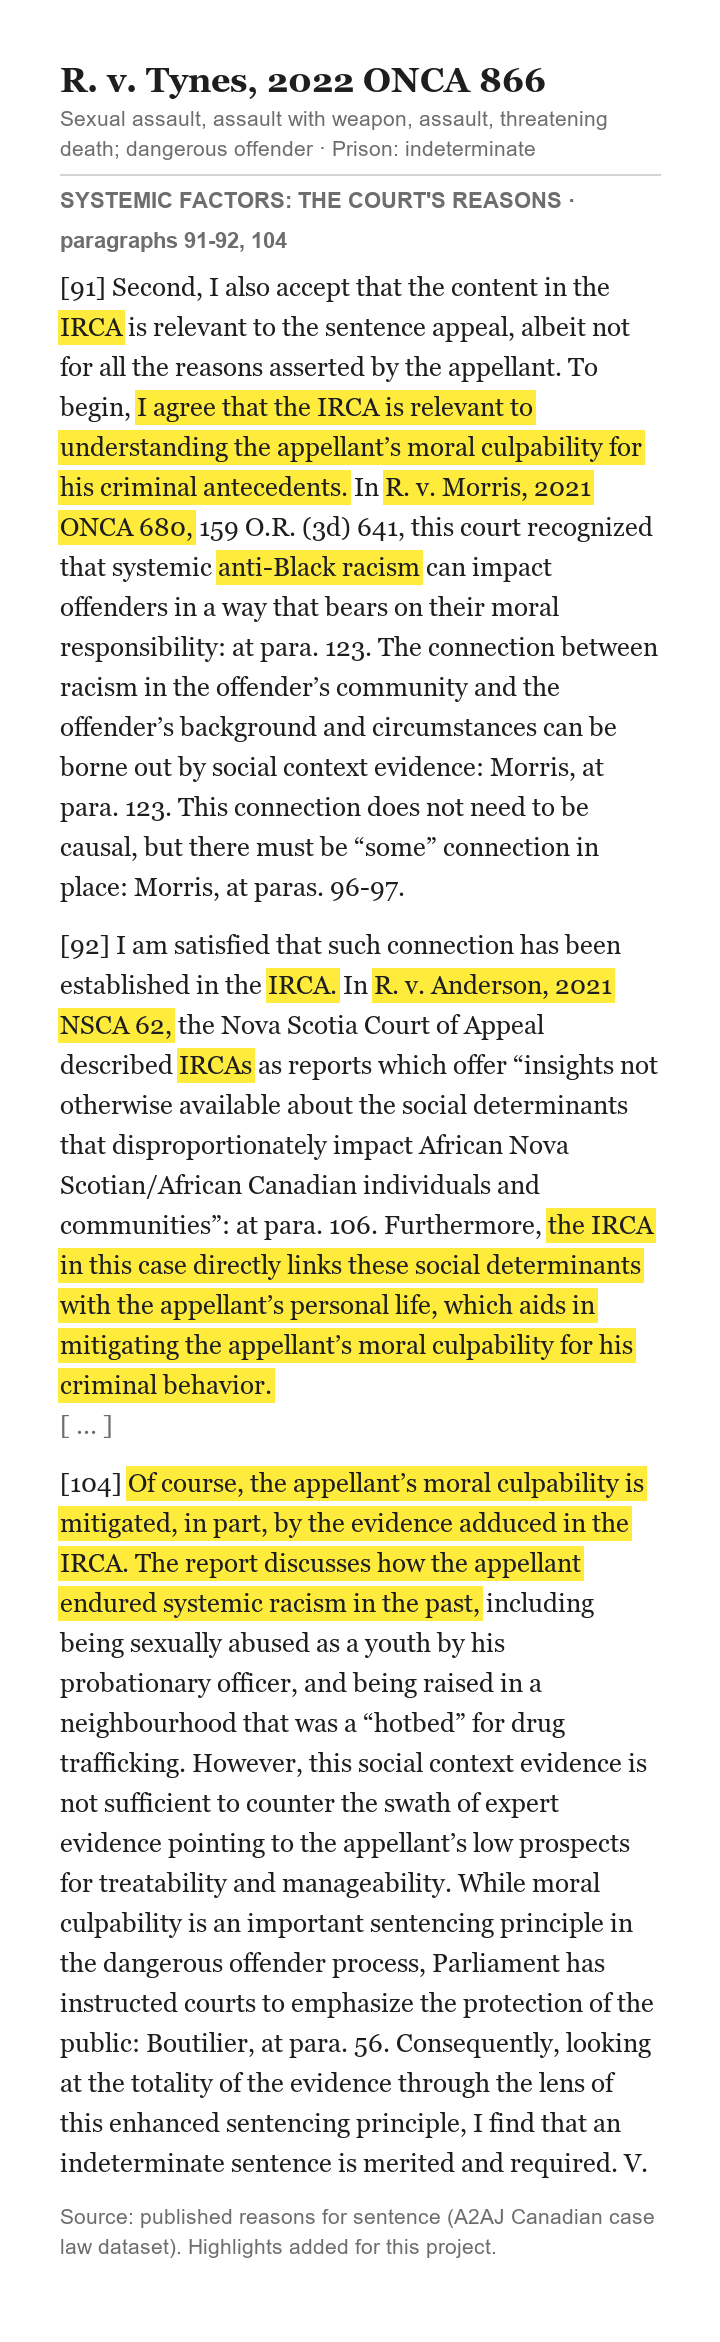 R. v. Tynes, 2022 ONCA 866
Sexual assault, assault with weapon, assault, threatening
death; dangerous offender · Prison: indeterminate
SYSTEMIC FACTORS: THE COURT'S REASONS ·
paragraphs 91-92, 104
[91] Second, I also accept that the content in the
IRCA is relevant to the sentence appeal, albeit not
for all the reasons asserted by the appellant. To
begin, I agree that the IRCA is relevant to
understanding the appellant’s moral culpability for
his criminal antecedents. In R. v. Morris, 2021
ONCA 680, 159 O.R. (3d) 641, this court recognized
that systemic anti-Black racism can impact
offenders in a way that bears on their moral
responsibility: at para. 123. The connection between
racism in the offender’s community and the
offender’s background and circumstances can be
borne out by social context evidence: Morris, at
para. 123. This connection does not need to be
causal, but there must be “some” connection in
place: Morris, at paras. 96-97.
[92] I am satisfied that such connection has been
established in the IRCA. In R. v. Anderson, 2021
NSCA 62, the Nova Scotia Court of Appeal
described IRCAs as reports which offer “insights not
otherwise available about the social determinants
that disproportionately impact African Nova
Scotian/African Canadian individuals and
communities”: at para. 106. Furthermore, the IRCA
in this case directly links these social determinants
with the appellant’s personal life, which aids in
mitigating the appellant’s moral culpability for his
criminal behavior.
[ ... ]
[104] Of course, the appellant’s moral culpability is
mitigated, in part, by the evidence adduced in the
IRCA. The report discusses how the appellant
endured systemic racism in the past, including
being sexually abused as a youth by his
probationary officer, and being raised in a
neighbourhood that was a “hotbed” for drug
trafficking. However, this social context evidence is
not sufficient to counter the swath of expert
evidence pointing to the appellant’s low prospects
for treatability and manageability. While moral
culpability is an important sentencing principle in
the dangerous offender process, Parliament has
instructed courts to emphasize the protection of the
public: Boutilier, at para. 56. Consequently, looking
at the totality of the evidence through the lens of
this enhanced sentencing principle, I find that an
indeterminate sentence is merited and required. V.
Source: published reasons for sentence (A2AJ Canadian case
law dataset). Highlights added for this project.